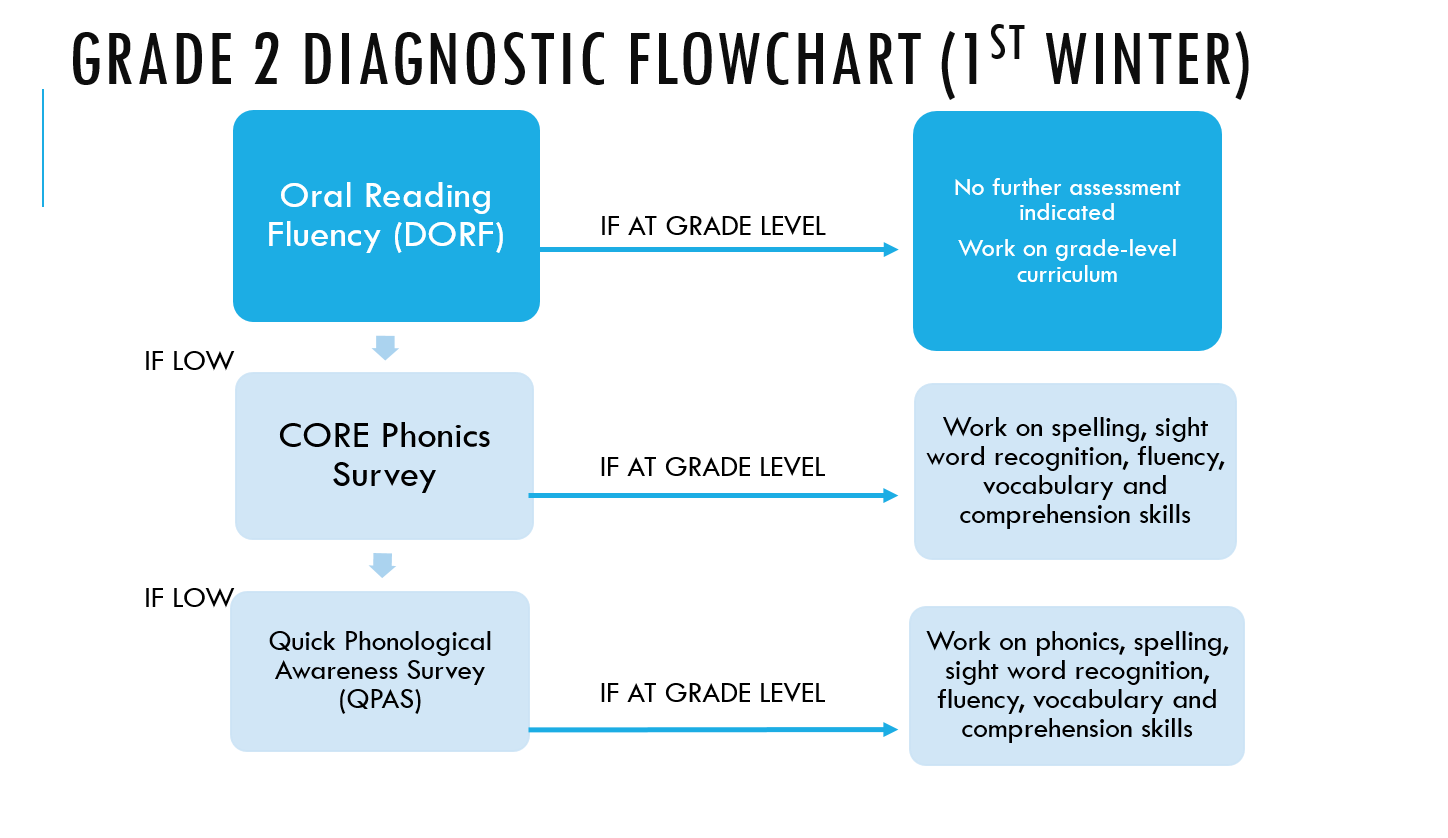 GRADE 2 DIAGNOSTIC FLOWCHART (1ST WINTER)
Oral Reading
Fluency (DORF)
IF AT GRADE LEVEL
No further assessment
indicated
Work on grade-level
curriculum
IF LOW
CORE Phonics
Survey
IF AT GRADE LEVEL
Work on spelling, sight
word recognition, fluency,
vocabulary and
comprehension skills
IF LOW
Quick Phonological
Awareness Survey
(QPAS)
IF AT GRADE LEVEL
Work on phonics, spelling,
sight word recognition,
fluency, vocabulary and
comprehension skills